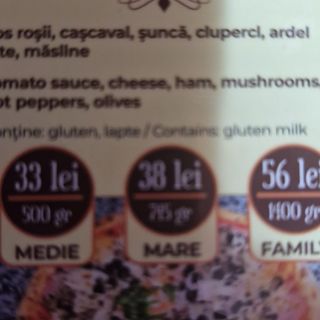 os roșii, cașcaval, șuncă, ciuperci, ardei
te, măsline
omato sauce, cheese, ham, mushrooms,
ot peppers, olives
onține: gluten, lapte / Contains: gluten milk
33 lei 38 lei 56 le
500 gr 715 gr 1400 gr
MEDIE MARE FAMIL